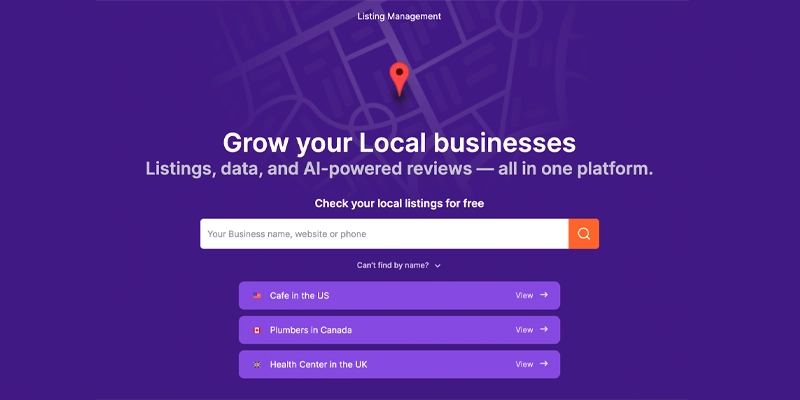 Listing Management
Grow your Local businesses
Listings, data, and AI-powered reviews — all in one platform.
Check your local listings for free
Your Business name, website or phone
Can't find by name?
Cafe in the US View
Plumbers in Canada View
Health Center in the UK View